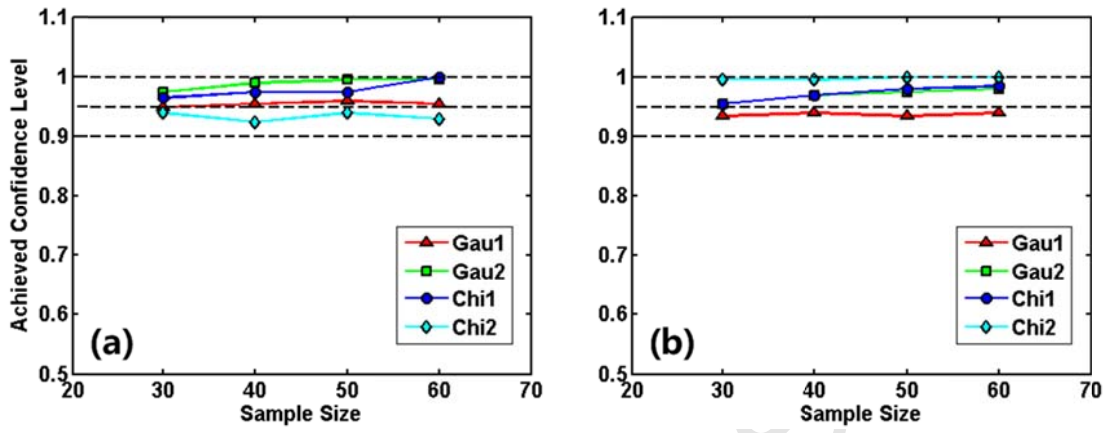 1.1
1
0.9
0.8
0.7
0.6
0.5
Achieved Confidence Level
(a)
Gau1
Gau2
Chi1
Chi2
20 30 40 50 60 70
Sample Size
1.1
1
0.9
0.8
0.7
0.6
0.5
(b)
Gau1
Gau2
Chi1
Chi2
20 30 40 50 60 70
Sample Size